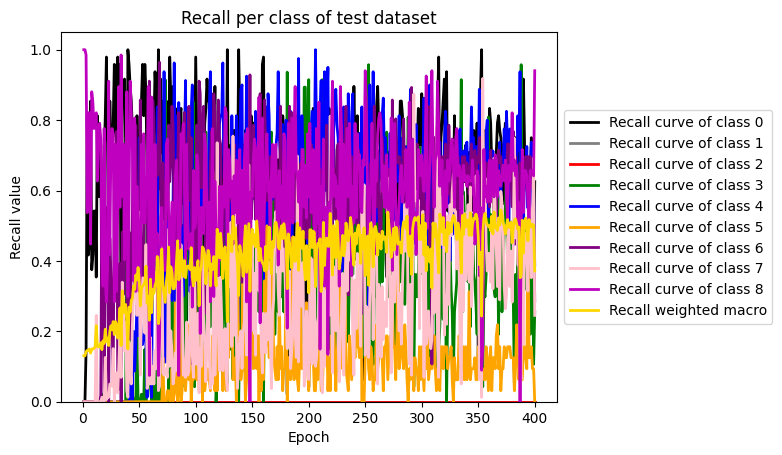 Recall per class of test dataset
Recall value
1.0
0.8
0.6
0.4
0.2
0.0
0
50
100
150
200
250
300
350
400
Epoch
Recall curve of class 0
Recall curve of class 1
Recall curve of class 2
Recall curve of class 3
Recall curve of class 4
Recall curve of class 5
Recall curve of class 6
Recall curve of class 7
Recall curve of class 8
Recall weighted macro